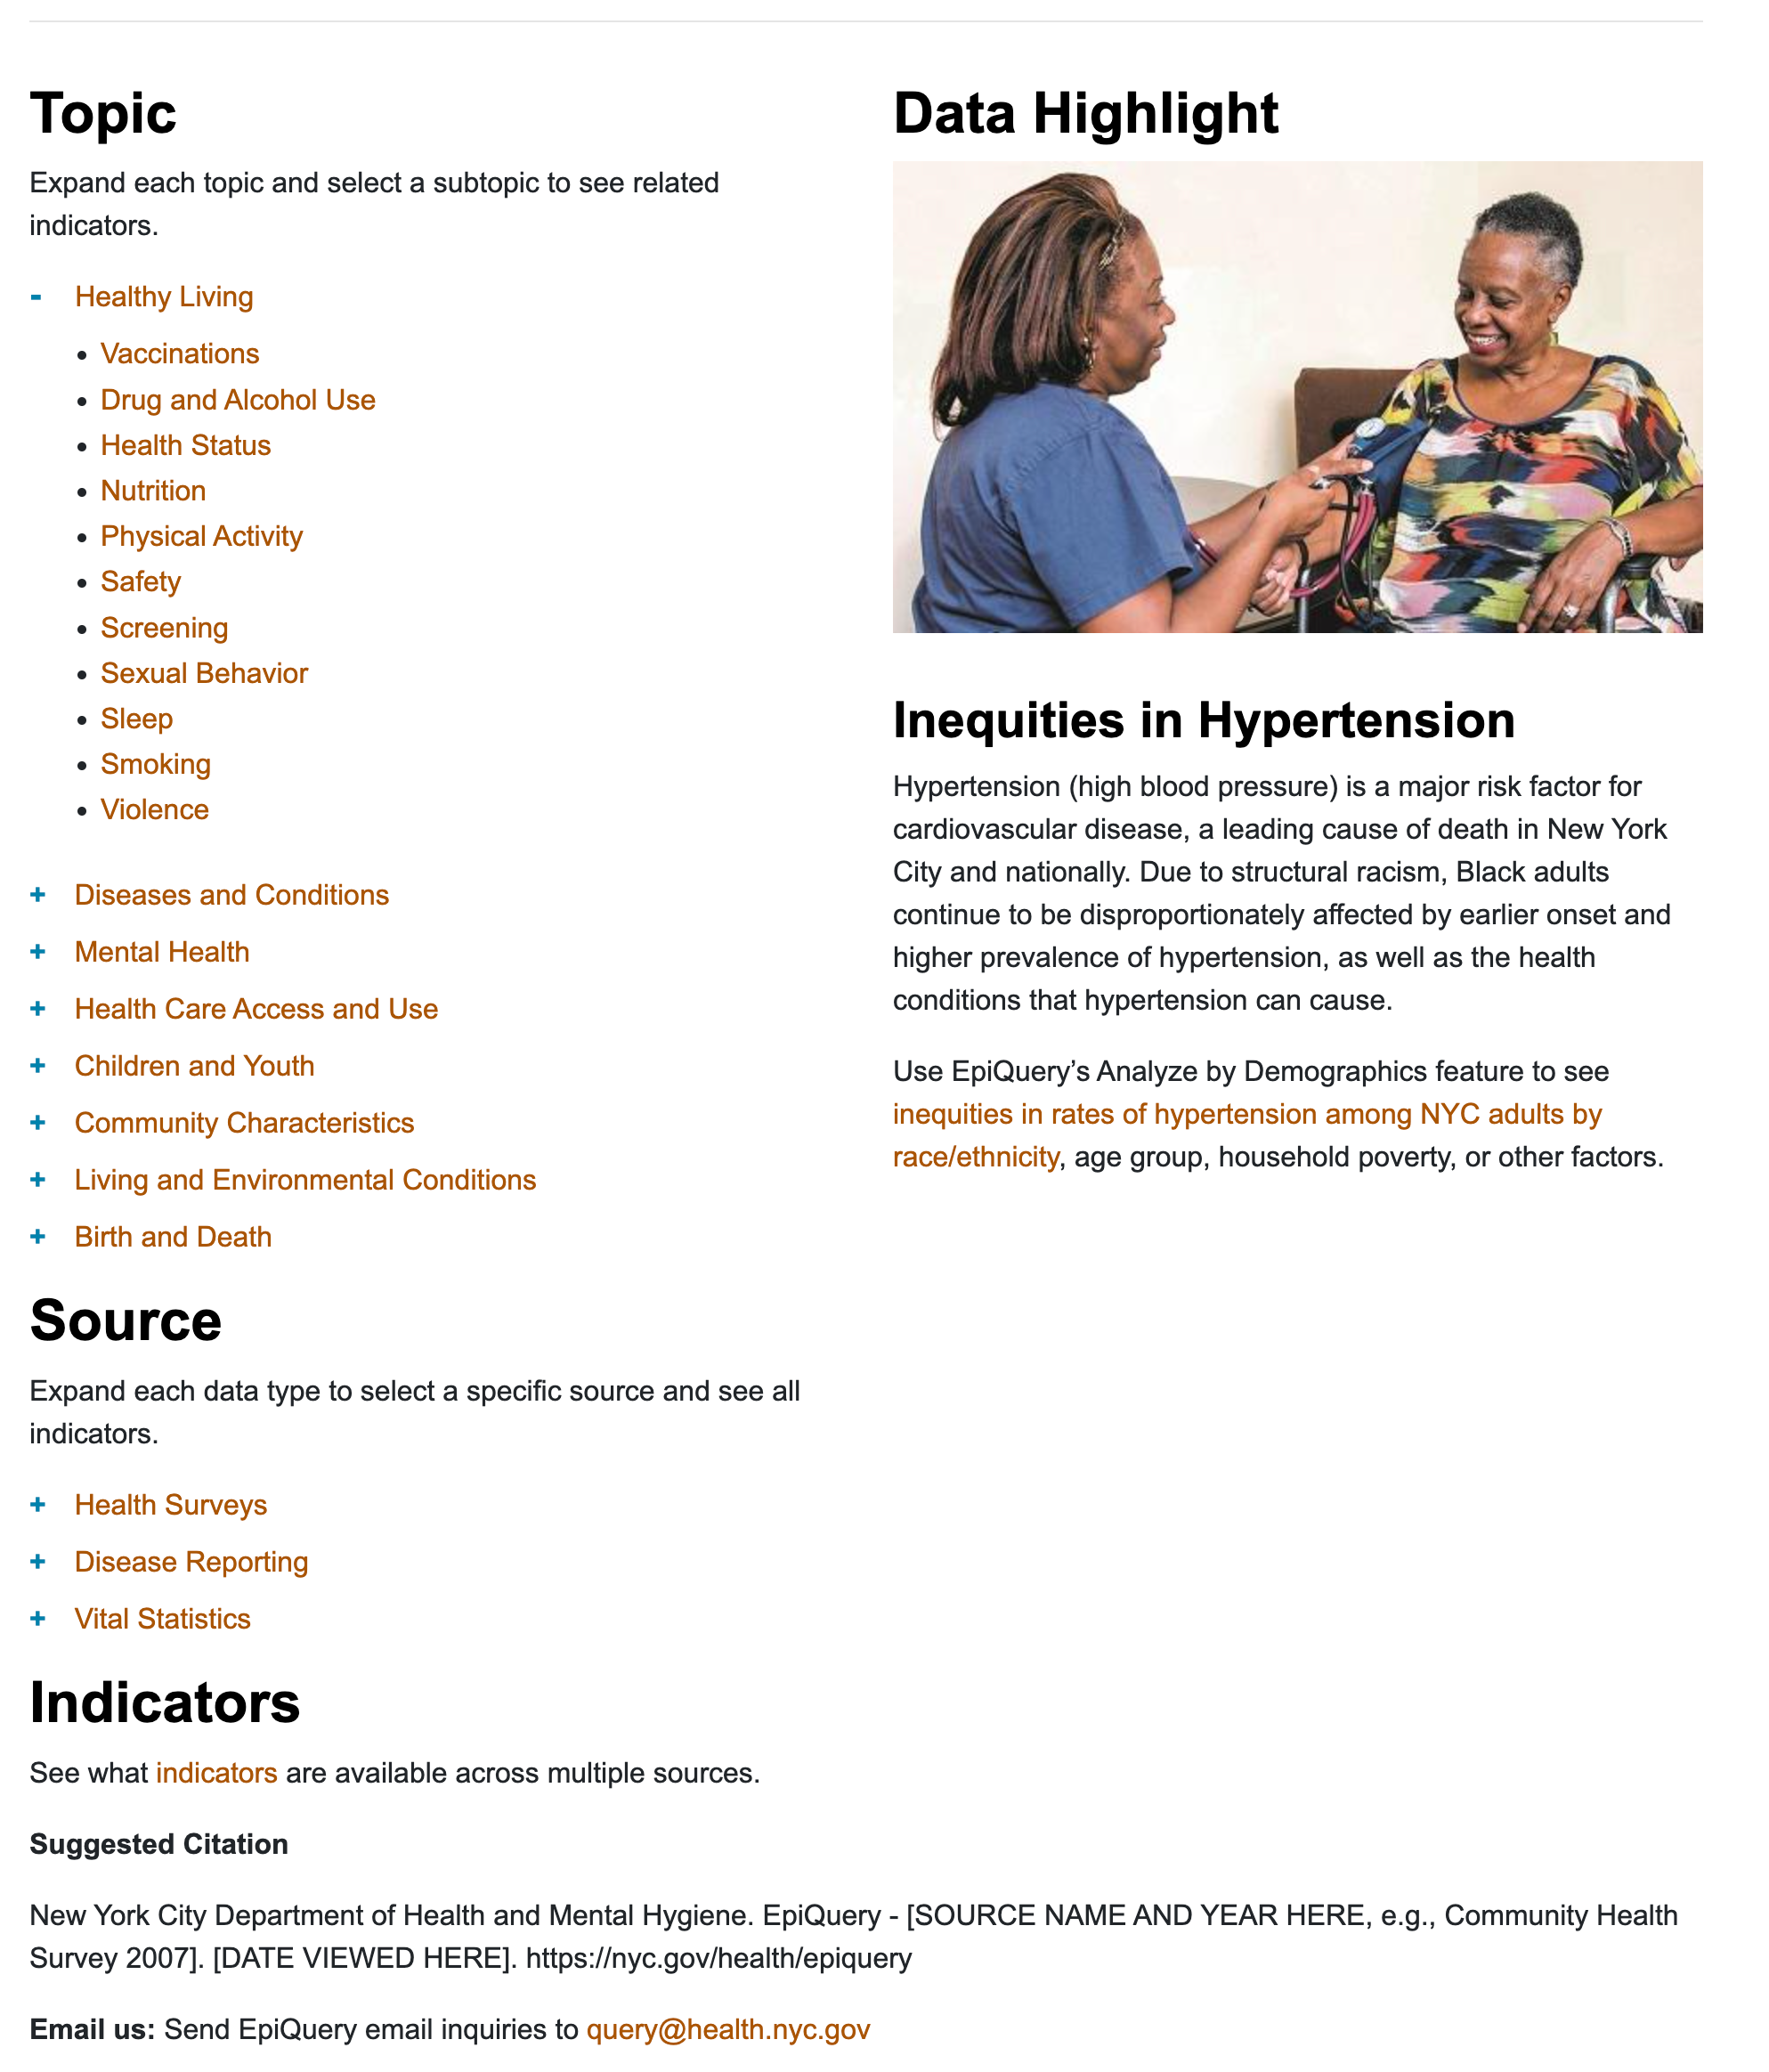 Topic
Expand each topic and select a subtopic to see related
indicators.
- Healthy Living
• Vaccinations
• Drug and Alcohol Use
• Health Status
• Nutrition
• Physical Activity
• Safety
• Screening
• Sexual Behavior
• Sleep
• Smoking
• Violence
+ Diseases and Conditions
+ Mental Health
+ Health Care Access and Use
+ Children and Youth
+ Community Characteristics
+ Living and Environmental Conditions
+ Birth and Death
Source
Expand each data type to select a specific source and see all
indicators.
+ Health Surveys
+ Disease Reporting
+ Vital Statistics
Indicators
See what indicators are available across multiple sources.
Data Highlight
Inequities in Hypertension
Hypertension (high blood pressure) is a major risk factor for
cardiovascular disease, a leading cause of death in New York
City and nationally. Due to structural racism, Black adults
continue to be disproportionately affected by earlier onset and
higher prevalence of hypertension, as well as the health
conditions that hypertension can cause.
Use EpiQuery’s Analyze by Demographics feature to see
inequities in rates of hypertension among NYC adults by
race/ethnicity, age group, household poverty, or other factors.
Suggested Citation
New York City Department of Health and Mental Hygiene. EpiQuery - [SOURCE NAME AND YEAR HERE, e.g., Community Health
Survey 2007]. [DATE VIEWED HERE]. https://nyc.gov/health/epiquery
Email us: Send EpiQuery email inquiries to query@health.nyc.gov